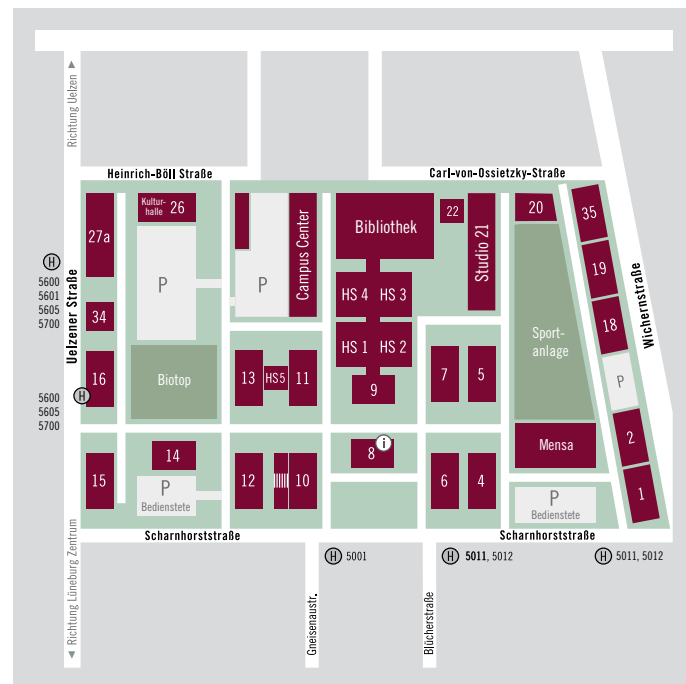 Richtung Uelzen
Heinrich-Böll Straße
Carl-von-Ossietzky-Straße
Kultur-
halle
26
27a
P
P
Campus Center
Bibliothek
22
Studio 21
20
35
19
18
Wichernstraße
H
5600
5601
5605
5700
Uelzener Straße
34
HS 4
HS 3
HS 1
HS 2
Sport-
anlage
16
H
5600
5605
5700
Biotop
13
HS5
11
9
7
5
P
2
1
15
14
P
Bedienstete
12
10
8
i
6
4
Mensa
P
Bedienstete
Scharnhorststraße
Scharnhorststraße
H 5001
H 5011, 5012
H 5011, 5012
Gneisenaustr.
Blücherstraße
Richtung Lüneburg Zentrum